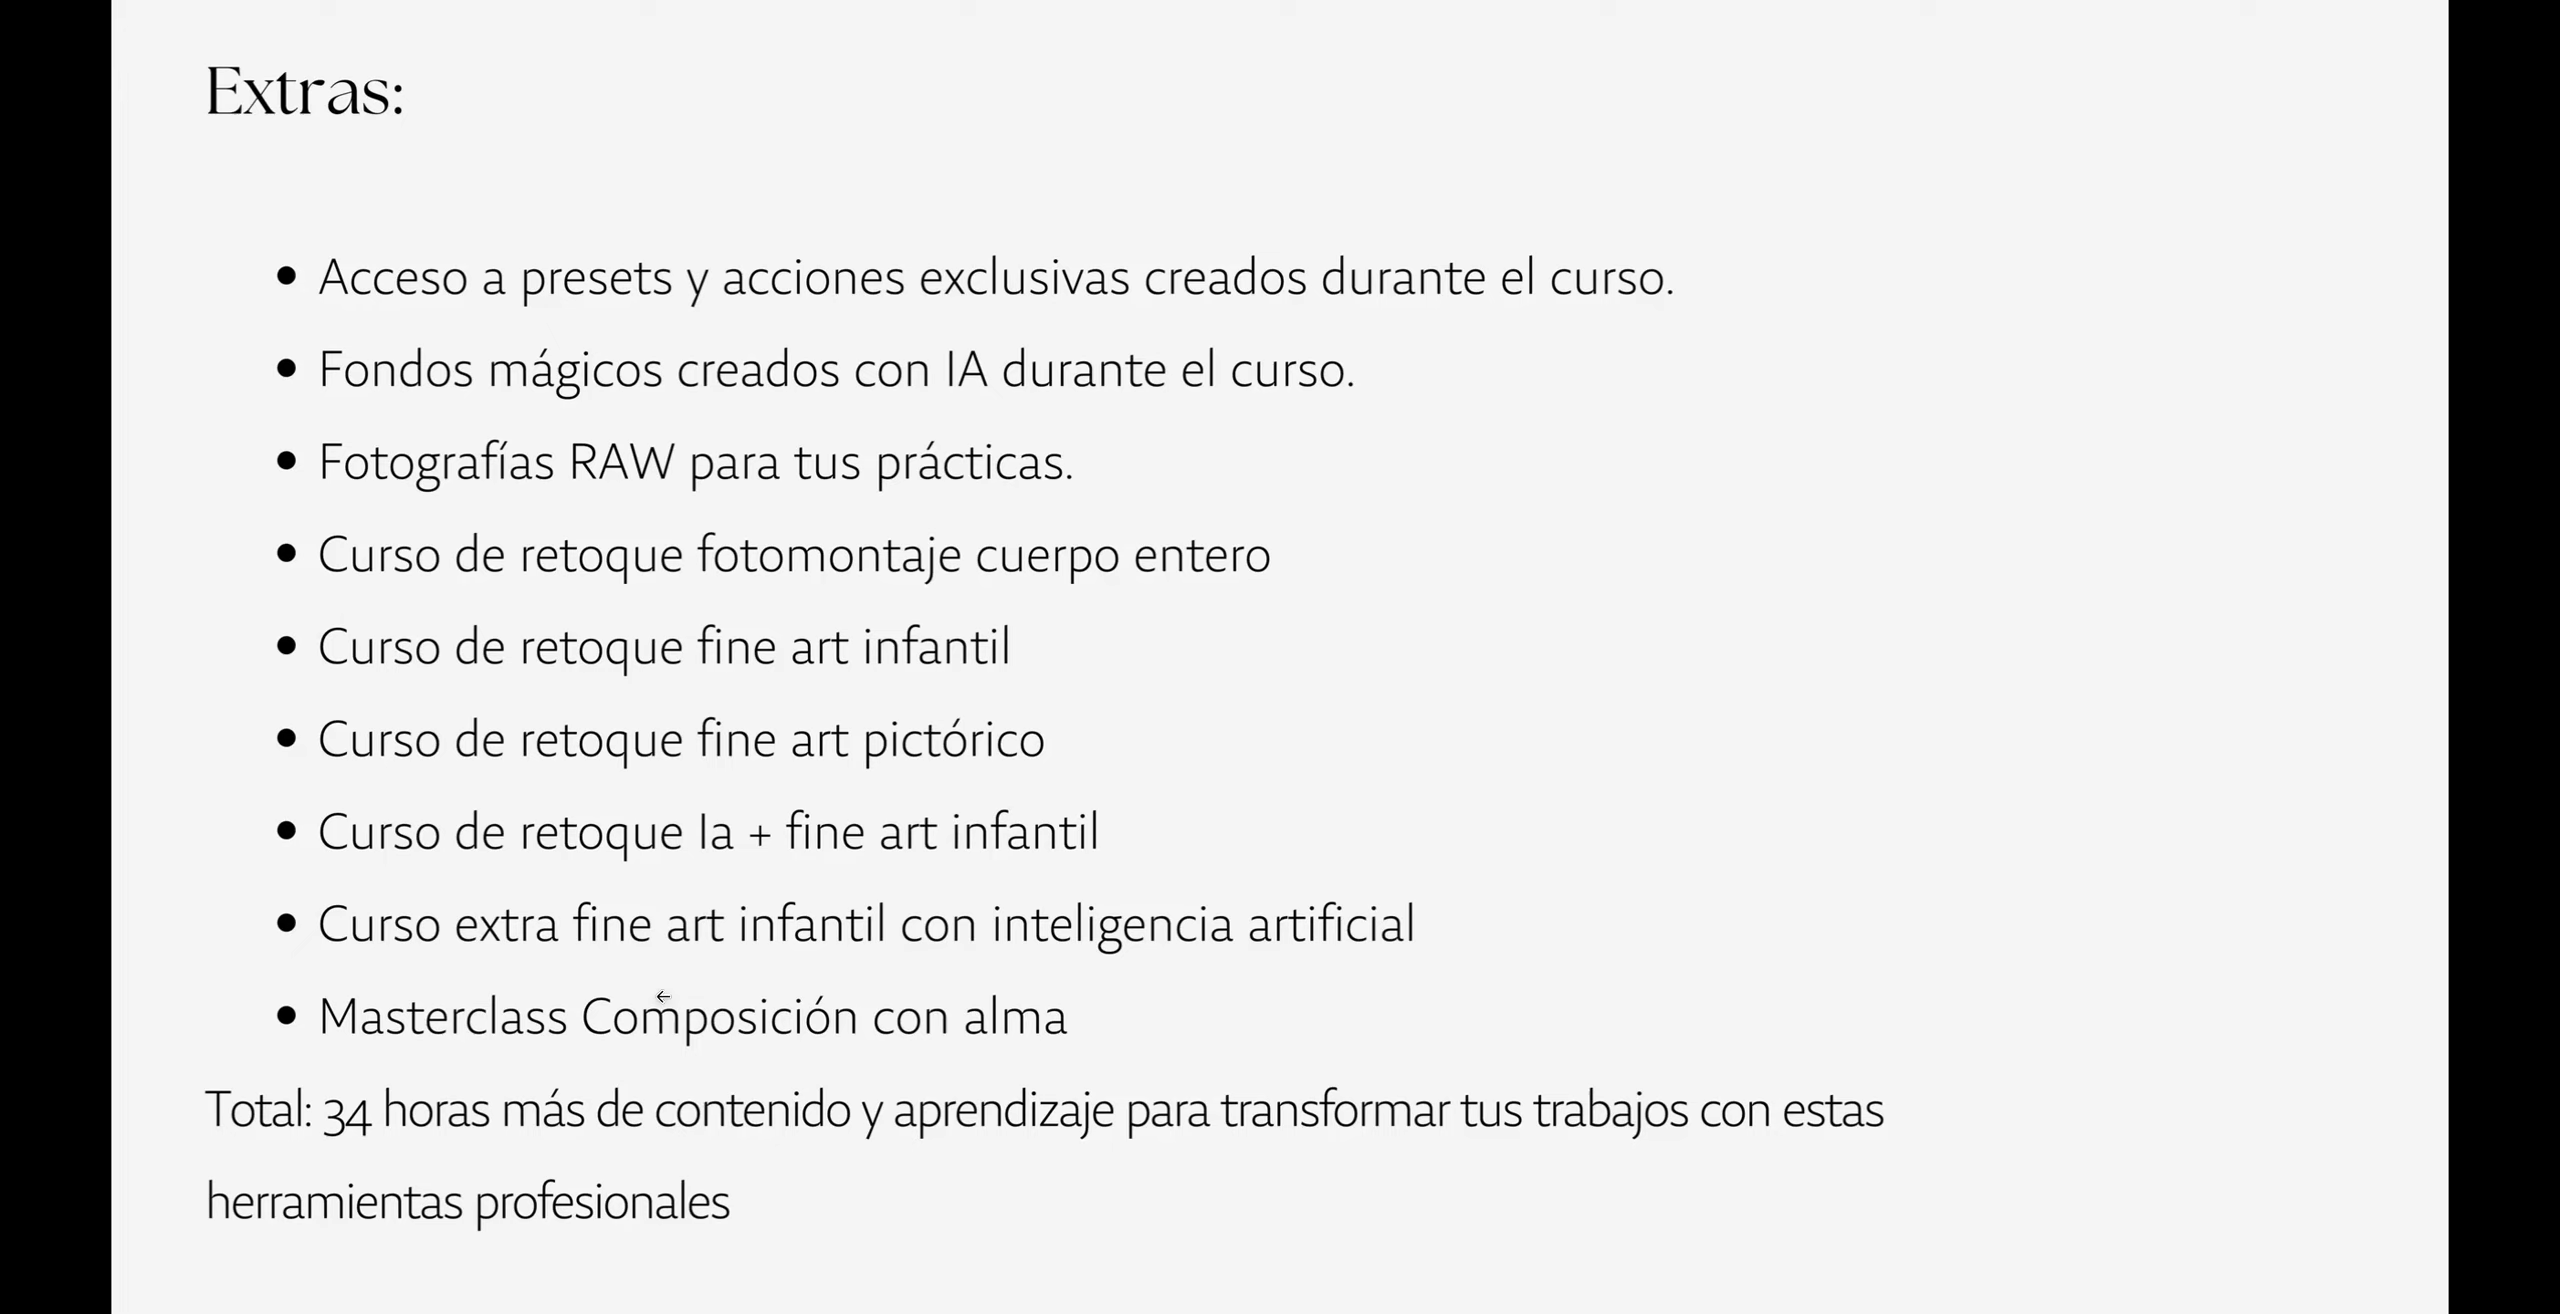 Extras:
• Acceso a presets y acciones exclusivas creados durante el curso.
• Fondos mágicos creados con IA durante el curso.
• Fotografías RAW para tus prácticas.
• Curso de retoque fotomontaje cuerpo entero
• Curso de retoque fine art infantil
• Curso de retoque fine art pictórico
• Curso de retoque Ia + fine art infantil
• Curso extra fine art infantil con inteligencia artificial
• Masterclass Composición con alma
Total: 34 horas más de contenido y aprendizaje para transformar tus trabajos con estas
herramientas profesionales